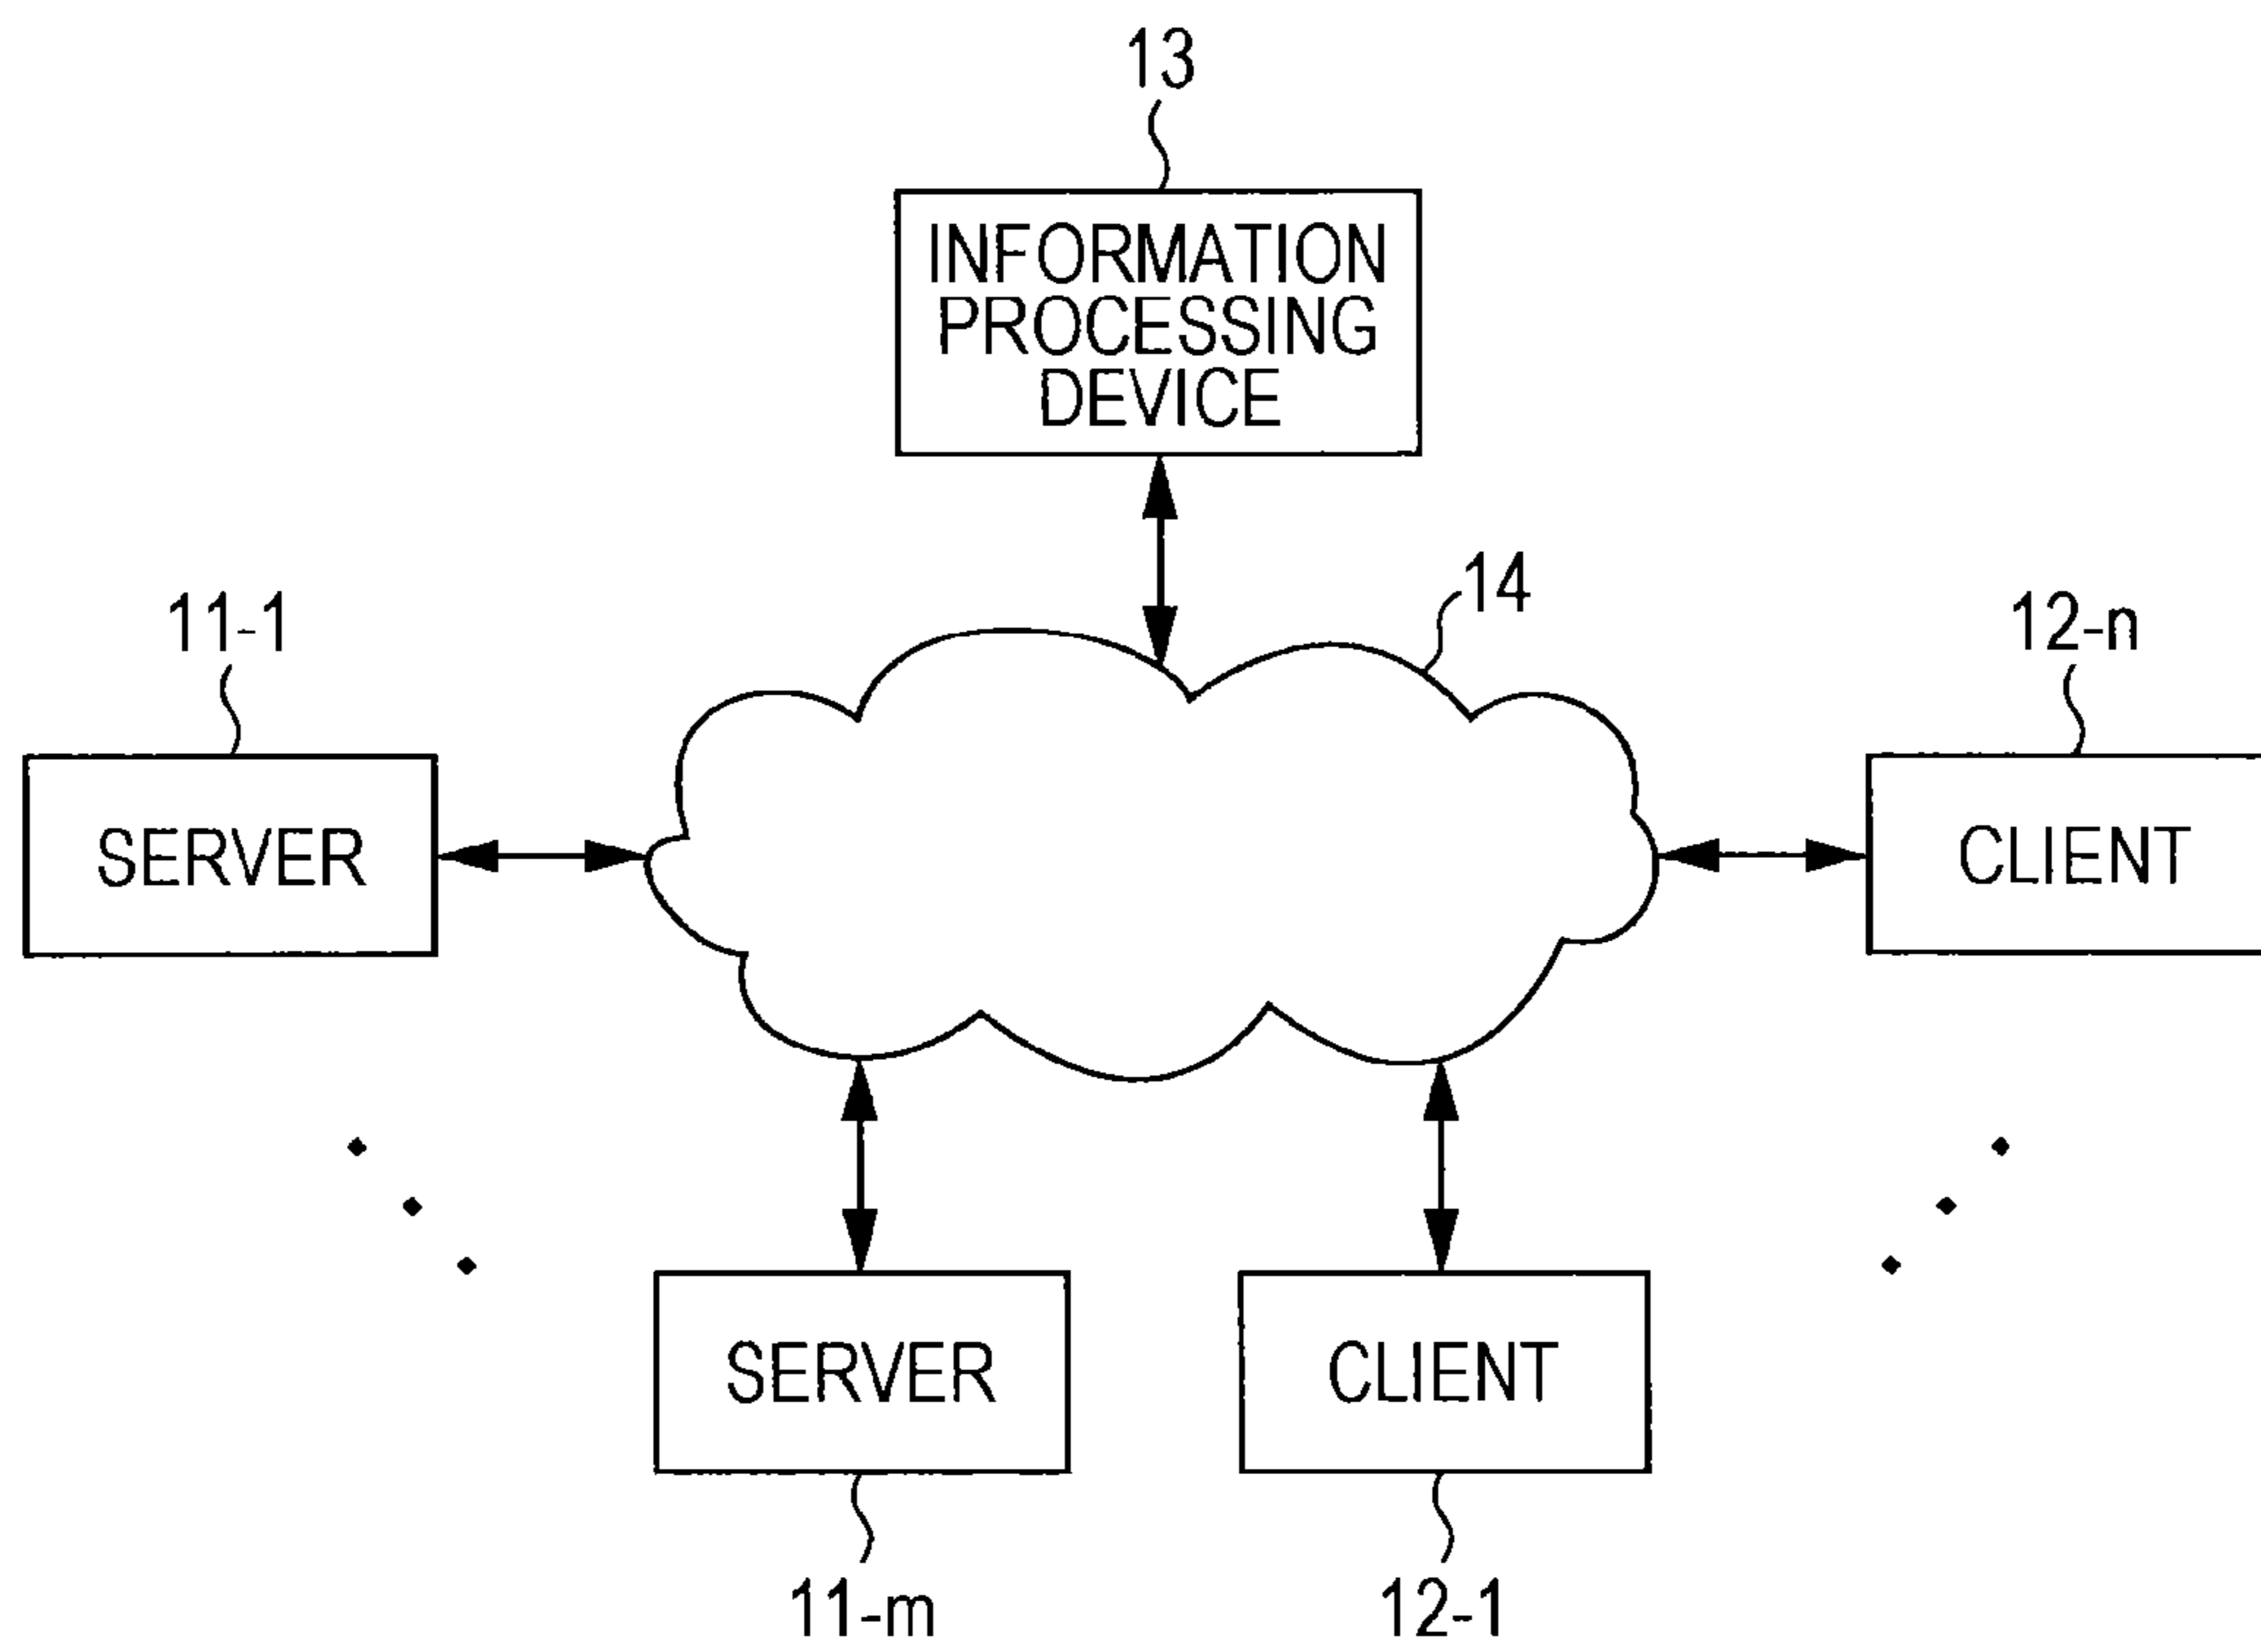 13
INFORMATION
PROCESSING
DEVICE
14
11-1
12-n
SERVER
CLIENT
SERVER
CLIENT
11-m
12-1